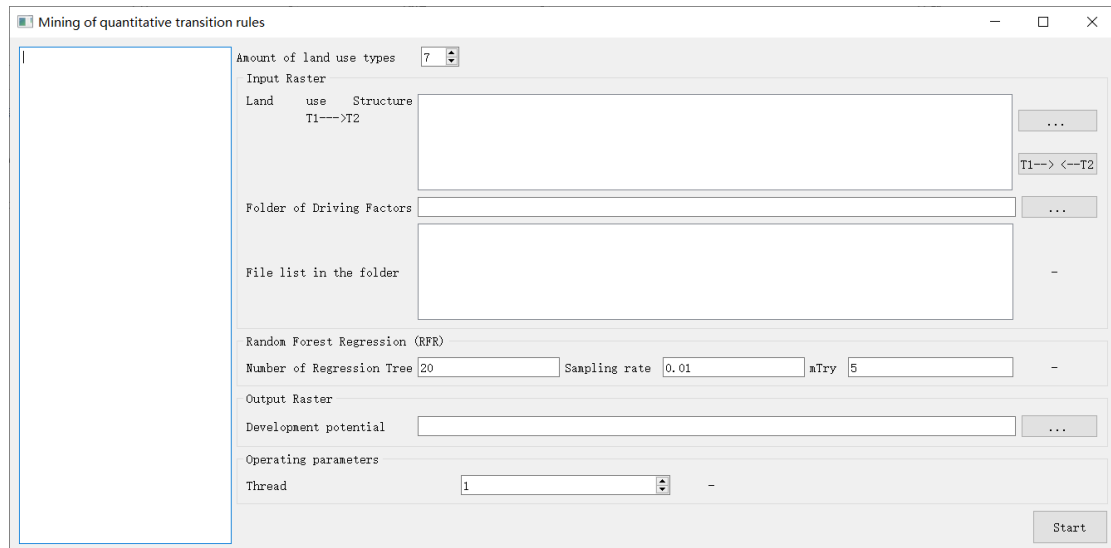 Mining of quantitative transition rules
Amount of land use types 7
Input Raster
Land use Structure
T1--->T2
...
T1--> <--T2
Folder of Driving Factors ...
File list in the folder -
Random Forest Regression (RFR)
Number of Regression Tree 20 Sampling rate 0.01 mTry 5 -
Output Raster
Development potential ...
Operating parameters
Thread 1 -
Start